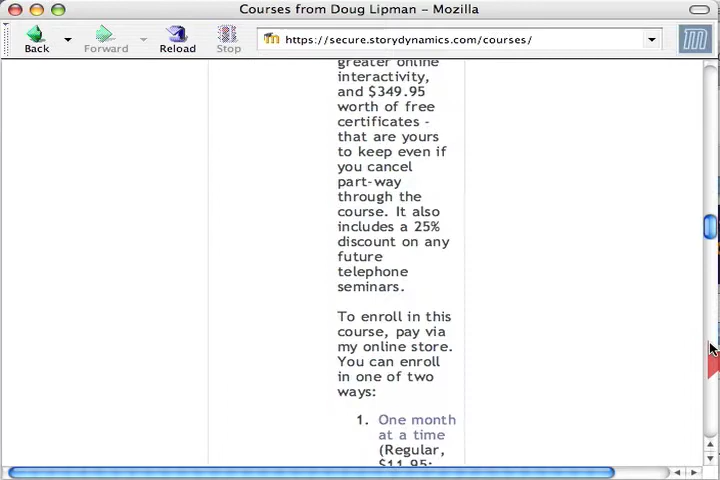 Courses from Doug Lipman – Mozilla
Back
Forward
Reload
Stop
https://secure.storydynamics.com/courses/
greater online
interactivity,
and $349.95
worth of free
certificates -
that are yours
to keep even if
you cancel
part-way
through the
course. It also
includes a 25%
discount on any
future
telephone
seminars.
To enroll in this
course, pay via
my online store.
You can enroll
in one of two
ways:
1. One month
at a time
(Regular,
$11.95;